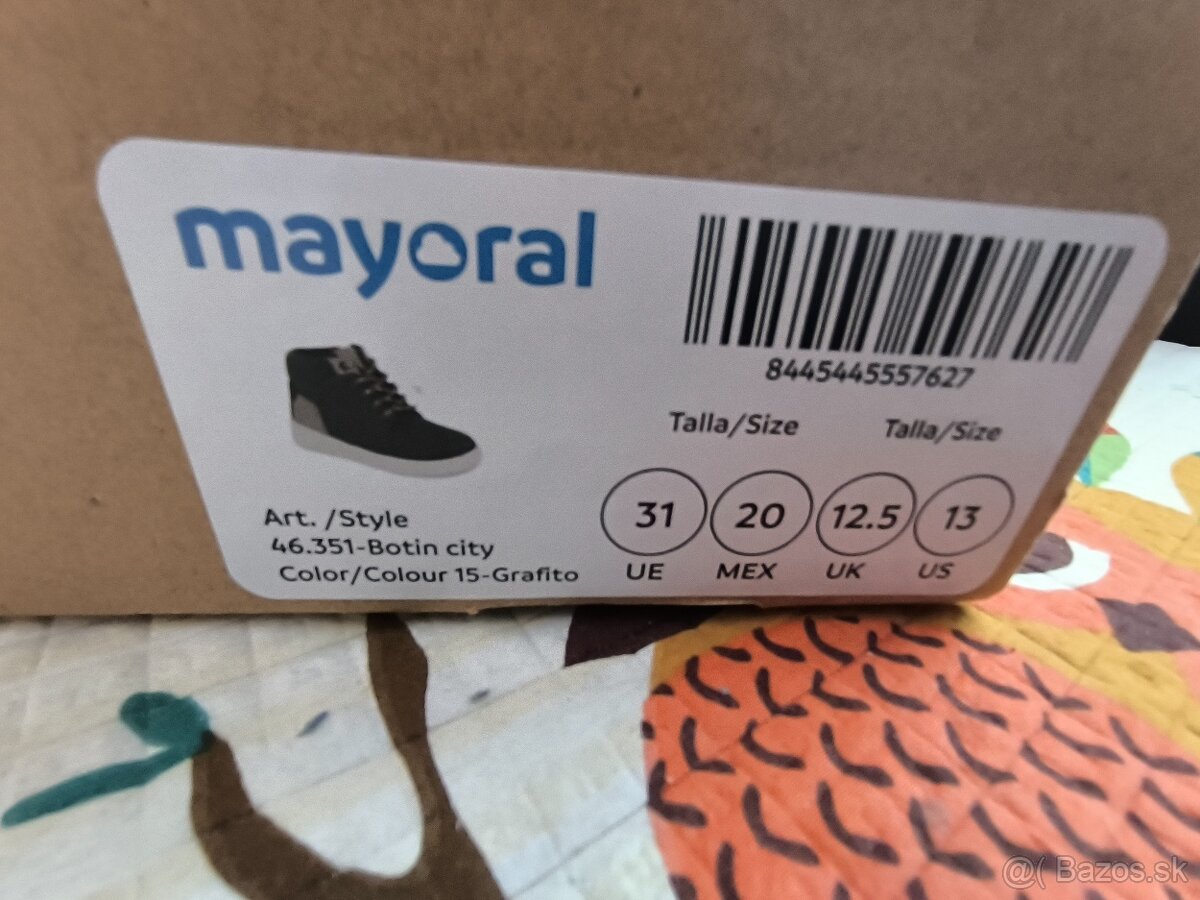 mayoral
8445445557627
Talla/Size Talla/Size
31 20 12.5 13
UE MEX UK US
Art. /Style
46.351-Botin city
Color/Colour 15-Grafito
@( Bazos.sk